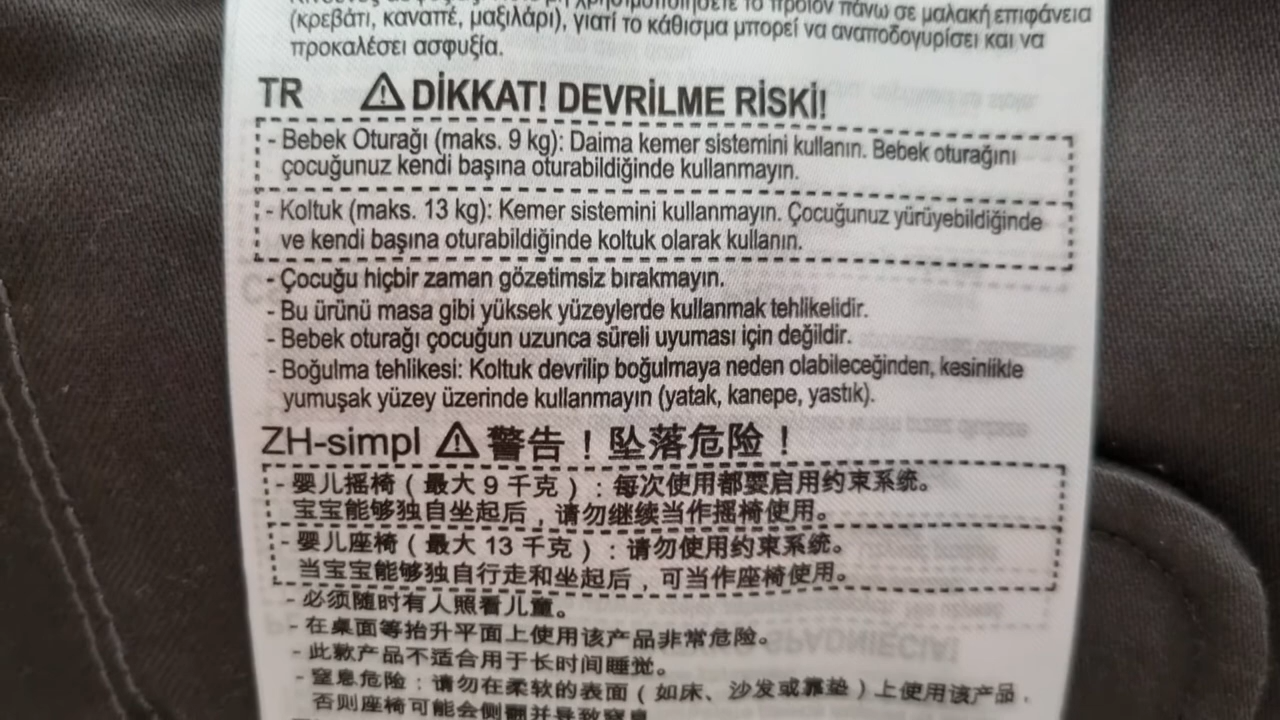 το προϊόν πάνω σε μαλακή επιφάνεια
(κρεβάτι, καναπέ, μαξιλάρι), γιατί το κάθισμα μπορεί να αναποδογυρίσει και να
προκαλέσει ασφυξία.
TR ⚠ DİKKAT! DEVRİLME RİSKİ!
- Bebek Oturağı (maks. 9 kg): Daima kemer sistemini kullanın. Bebek oturağını
çocuğunuz kendi başına oturabildiğinde kullanmayın.
- Koltuk (maks. 13 kg): Kemer sistemini kullanmayın. Çocuğunuz yürüyebildiğinde
ve kendi başına oturabildiğinde koltuk olarak kullanın.
- Çocuğu hiçbir zaman gözetimsiz bırakmayın.
- Bu ürünü masa gibi yüksek yüzeylerde kullanmak tehlikelidir.
- Bebek oturağı çocuğun uzunca süreli uyuması için değildir.
- Boğulma tehlikesi: Koltuk devrilip boğulmaya neden olabileceğinden, kesinlikle
yumuşak yüzey üzerinde kullanmayın (yatak, kanepe, yastık).
ZH-simpl ⚠ 警告！坠落危险！
- 婴儿摇椅（最大 9 千克）：每次使用都要启用约束系统。
宝宝能够独自坐起后，请勿继续当作摇椅使用。
- 婴儿座椅（最大 13 千克）：请勿使用约束系统。
当宝宝能够独自行走和坐起后，可当作座椅使用。
- 必须随时有人照看儿童。
- 在桌面等抬升平面上使用该产品非常危险。
- 此款产品不适合用于长时间睡觉。
- 窒息危险：请勿在柔软的表面（如床、沙发或靠垫）上使用该产品，
否则座椅可能会侧翻并导致窒息